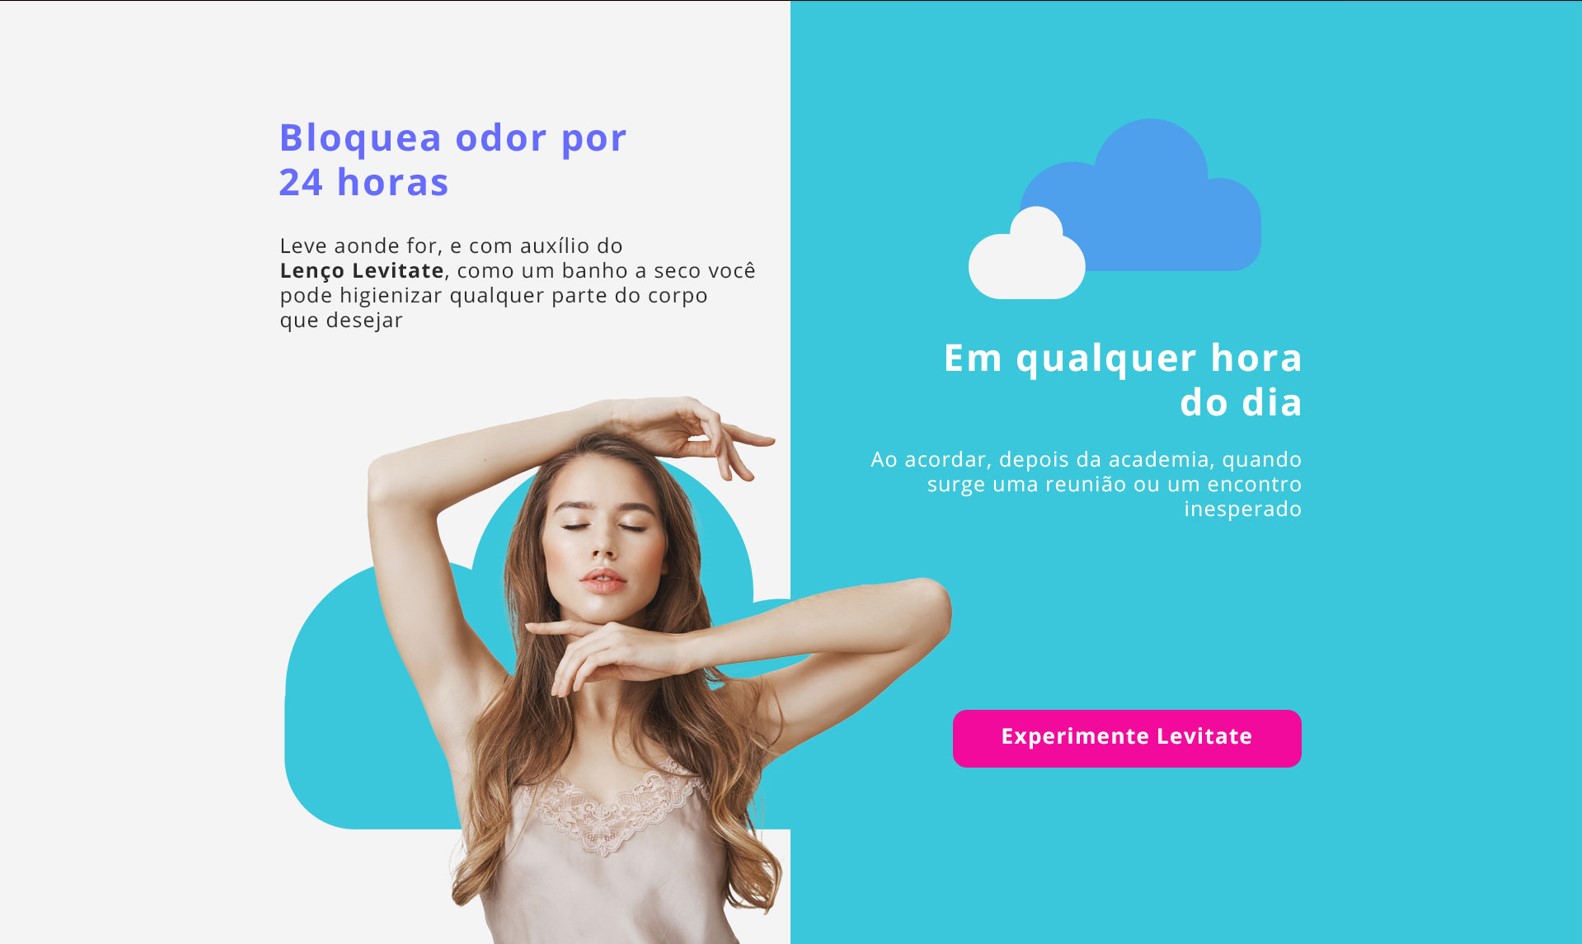 Bloquea odor por
24 horas
Leve aonde for, e com auxílio do
Lenço Levitate, como um banho a seco você
pode higienizar qualquer parte do corpo
que desejar
Em qualquer hora
do dia
Ao acordar, depois da academia, quando
surge uma reunião ou um encontro
inesperado
Experimente Levitate